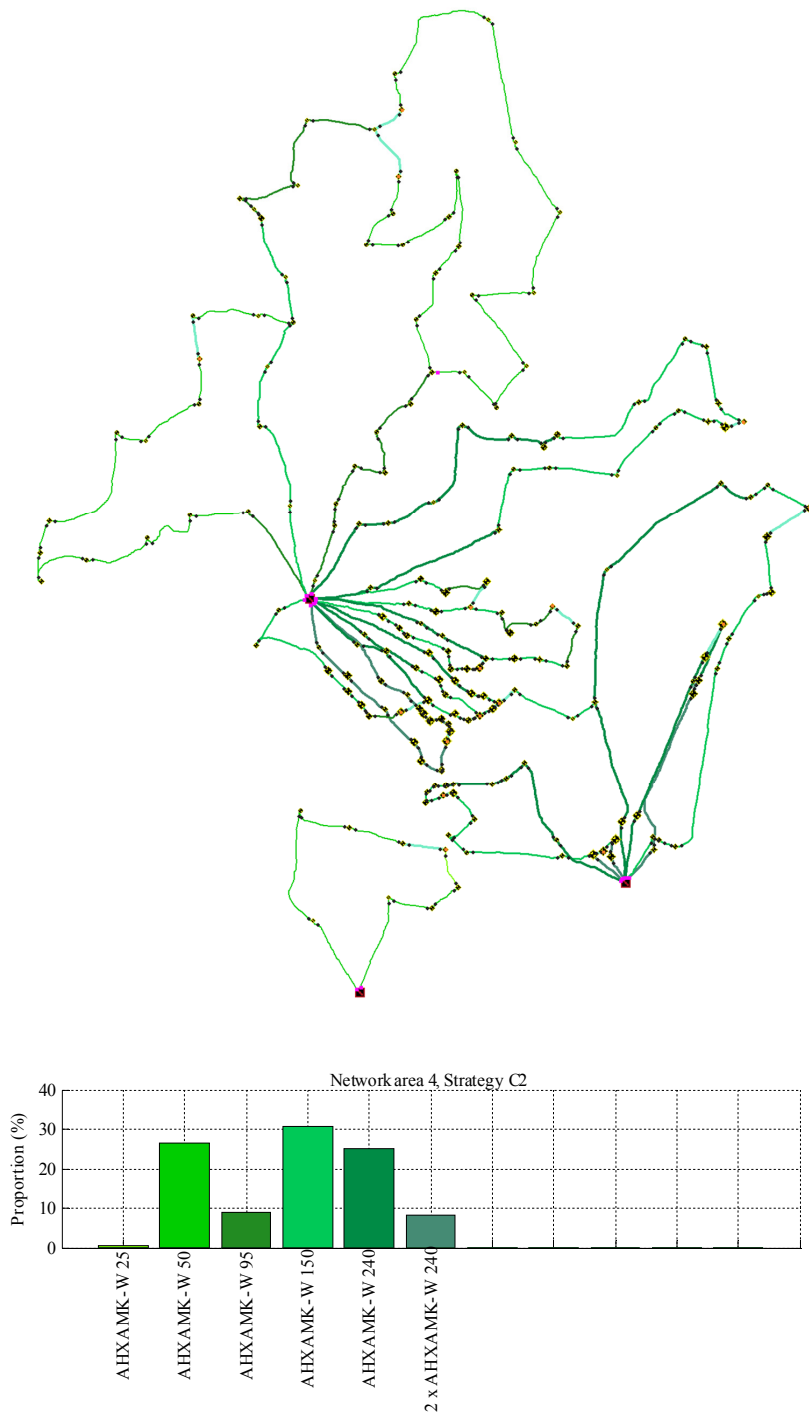 Network area 4, Strategy C2
Proportion (%)
40
30
20
10
0
AHXAMK-W 25
AHXAMK-W 50
AHXAMK-W 95
AHXAMK-W 150
AHXAMK-W 240
2 x AHXAMK-W 240